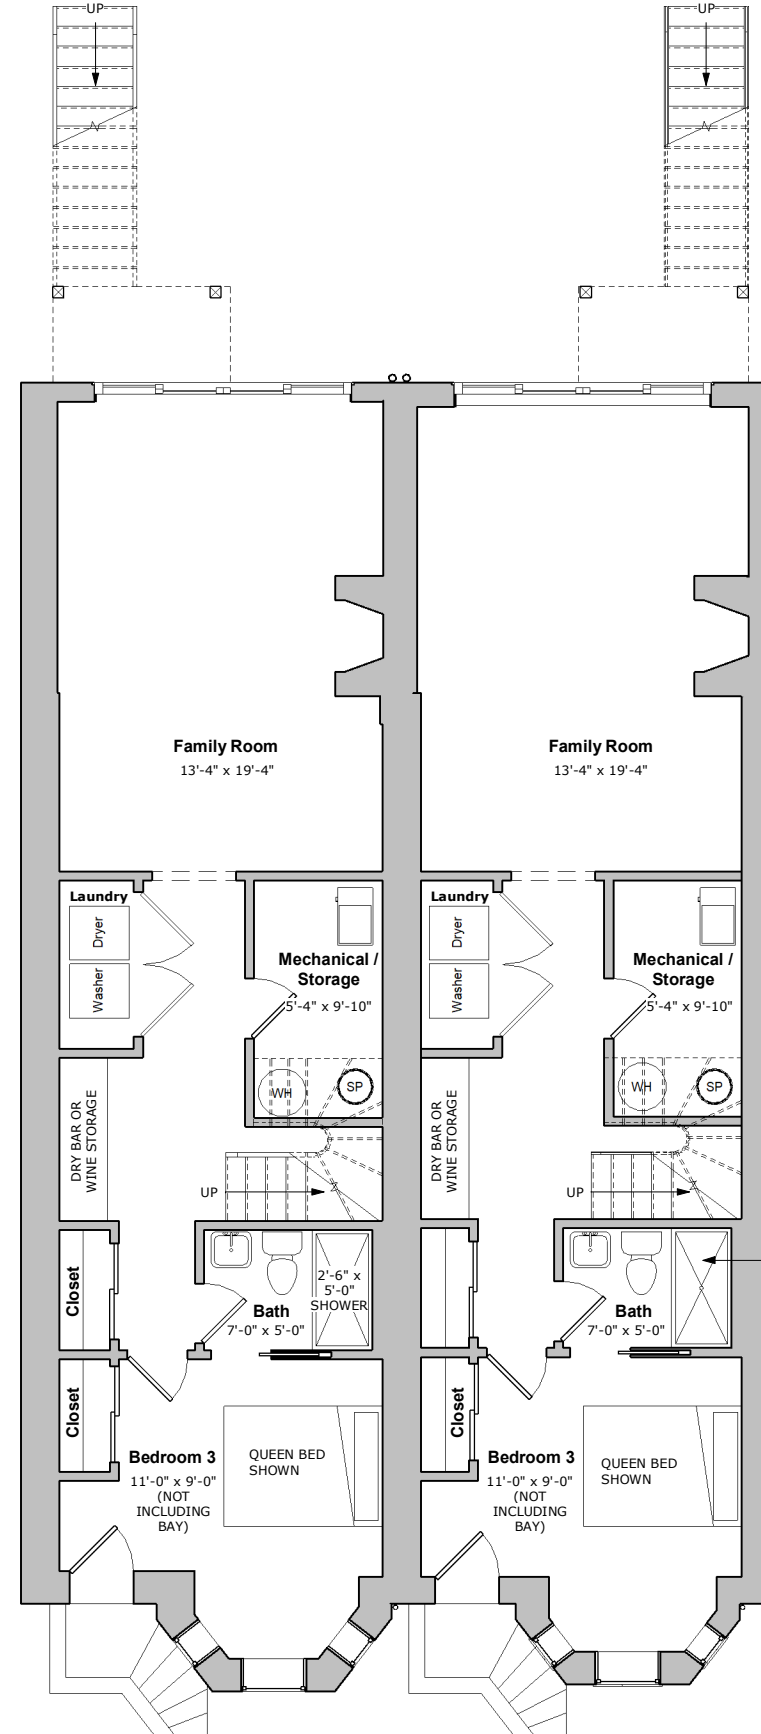 UP
UP
Family Room
13'-4" x 19'-4"
Family Room
13'-4" x 19'-4"
Laundry
Dryer
Washer
Mechanical /
Storage
5'-4" x 9'-10"
WH
SP
DRY BAR OR
WINE STORAGE
UP
Laundry
Dryer
Washer
Mechanical /
Storage
5'-4" x 9'-10"
WH
SP
DRY BAR OR
WINE STORAGE
UP
Closet
Bath
7'-0" x 5'-0"
2'-6" x
5'-0"
SHOWER
Bath
7'-0" x 5'-0"
Closet
Bedroom 3
11'-0" x 9'-0"
(NOT
INCLUDING
BAY)
QUEEN BED
SHOWN
Closet
Bedroom 3
11'-0" x 9'-0"
(NOT
INCLUDING
BAY)
QUEEN BED
SHOWN